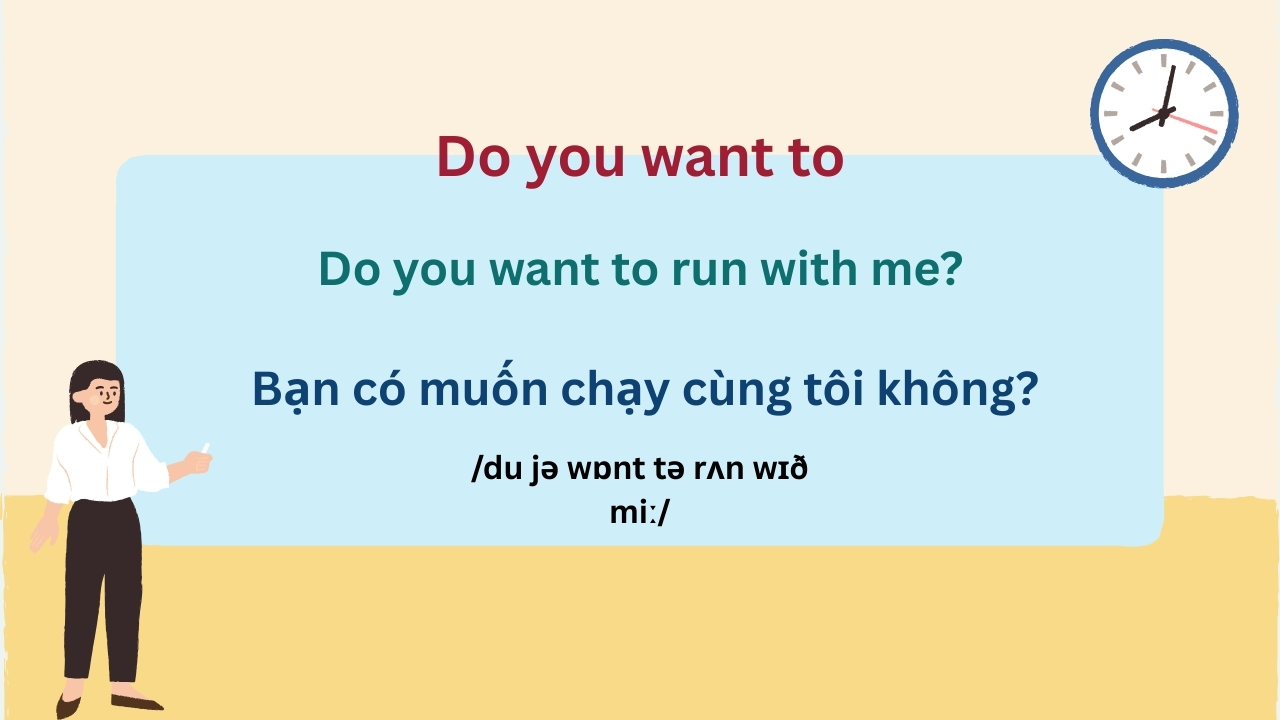 Do you want to
Do you want to run with me?
Bạn có muốn chạy cùng tôi không?
/du jə wɒnt tə rʌn wɪð
miː/